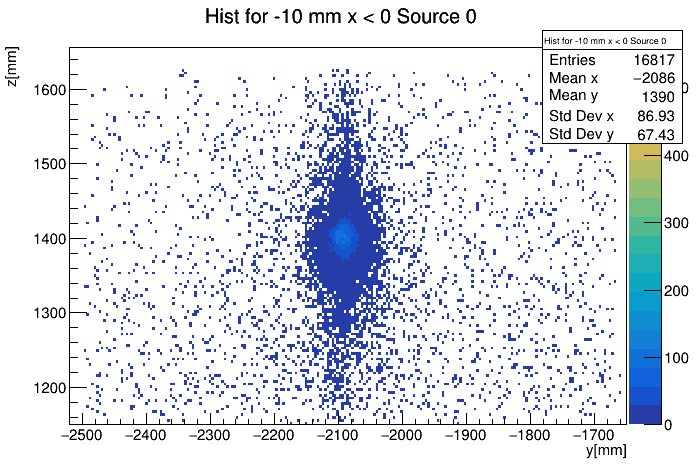 Hist for -10 mm x < 0 Source 0
z[mm]
Hist for -10 mm x < 0 Source 0
Entries 16817
Mean x −2086
Mean y 1390
Std Dev x 86.93
Std Dev y 67.43
1600
1500
1400
1300
1200
0
400
300
200
100
0
−2500 −2400 −2300 −2200 −2100 −2000 −1900 −1800 −1700
y[mm]